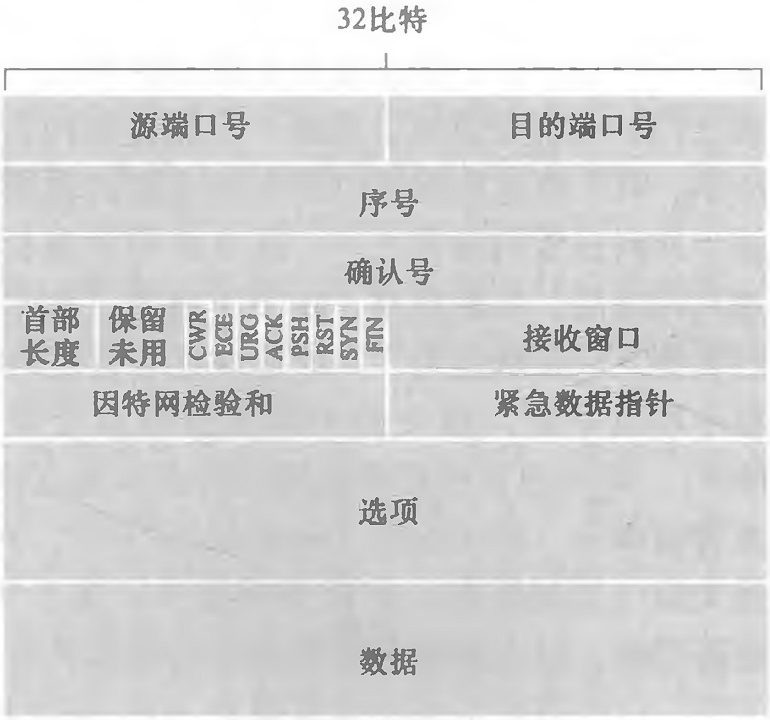 32比特
源端口号 目的端口号
序号
确认号
首部 保留 CWR ECE URG ACK PSH RST SYN FIN 接收窗口
长度 未用
因特网检验和 紧急数据指针
选项
数据